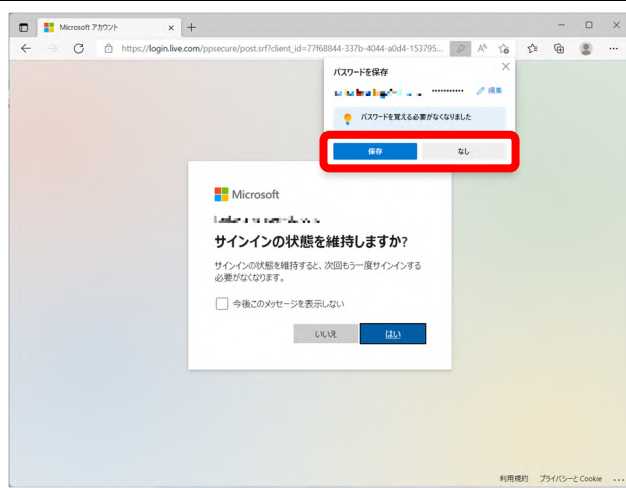 Microsoft アカウント
https://login.live.com/ppsecure/post.srf?client_id=77f68844-337b-4044-a0d4-153795...
パスワードを保存
••••••••••• 編集
パスワードを覚える必要がなくなりました
保存 なし
Microsoft
サインインの状態を維持しますか?
サインインの状態を維持すると、次回もう一度サインインする
必要がなくなります。
今後このメッセージを表示しない
いいえ はい
利用規約 プライバシーと Cookie ...